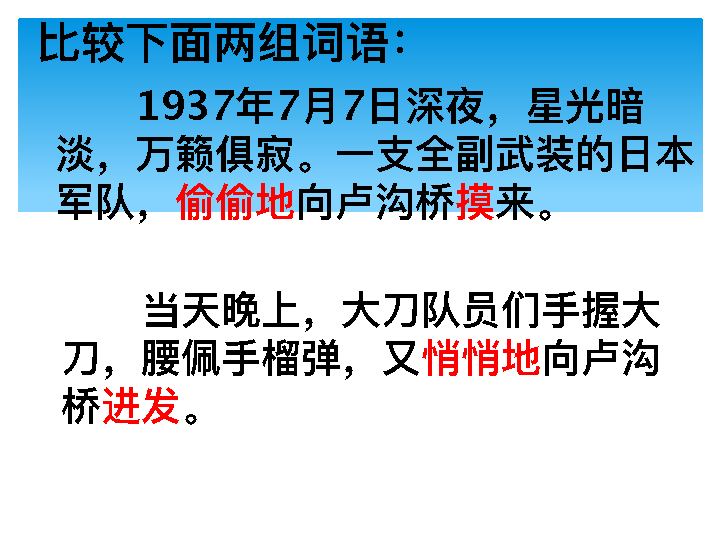 比较下面两组词语：
1937年7月7日深夜，星光暗
淡，万籁俱寂。一支全副武装的日本
军队，偷偷地向卢沟桥摸来。
当天晚上，大刀队员们手握大
刀，腰佩手榴弹，又悄悄地向卢沟
桥进发。